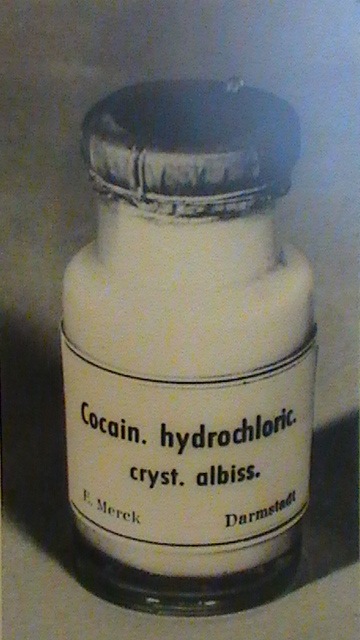 Cocain. hydrochloric.
cryst. albiss.
E. Merck Darmstadt